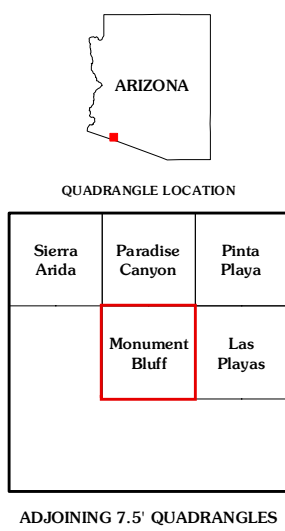 ARIZONA
QUADRANGLE LOCATION
Sierra
Arida
Paradise
Canyon
Pinta
Playa
Monument
Bluff
Las
Playas
ADJOINING 7.5' QUADRANGLES